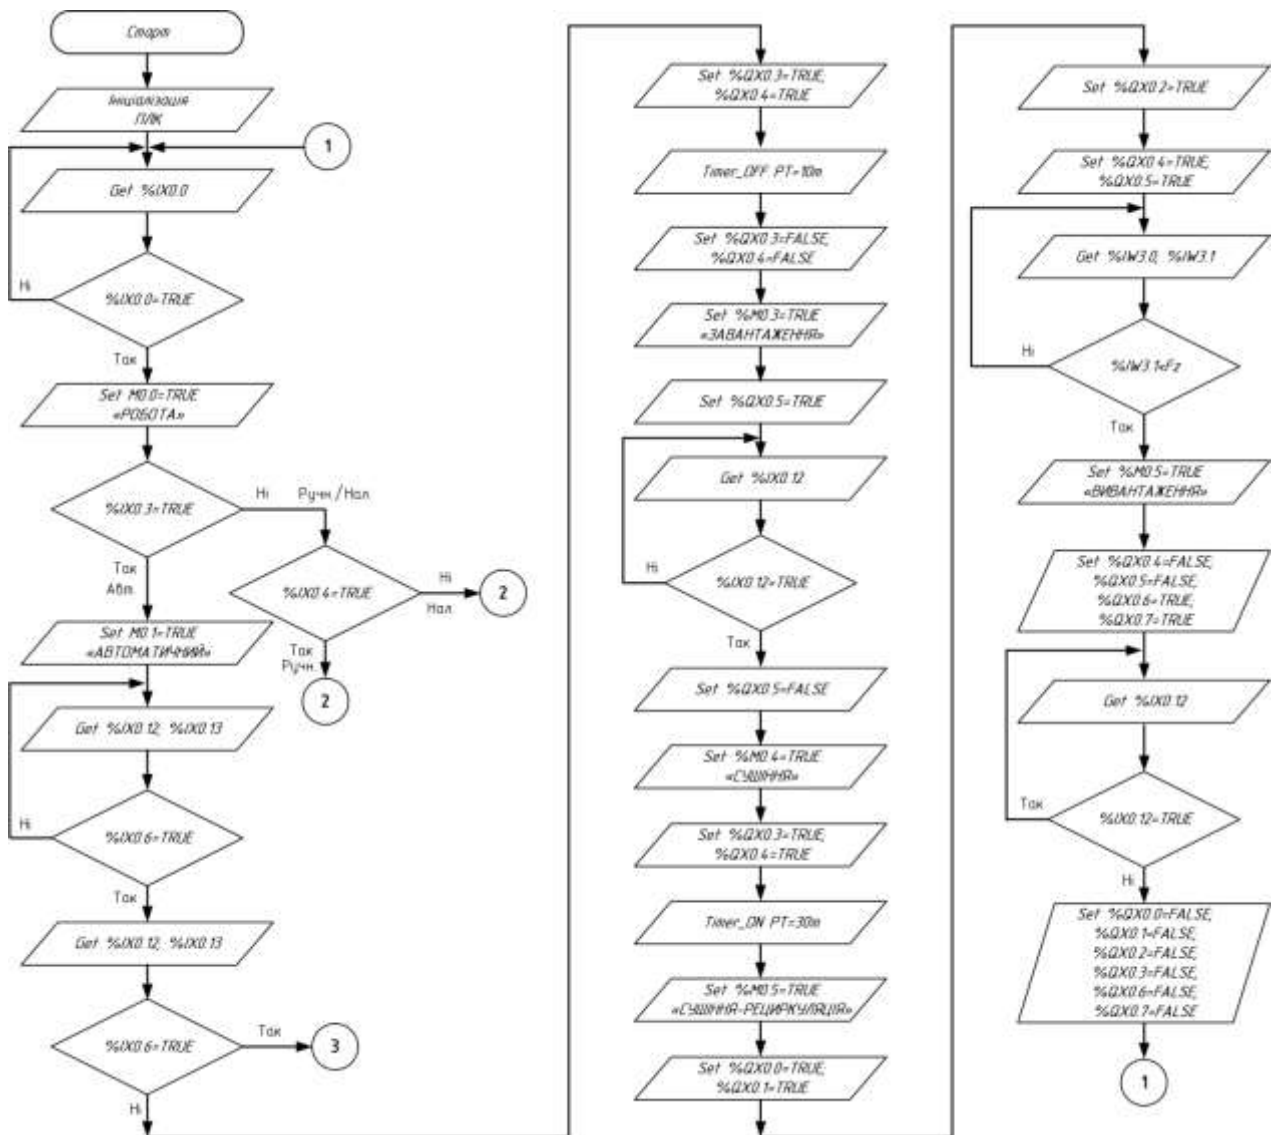 Старт
Ініціалізація
ПЛК
1
Get %IX0.0
Ні
%IX0.0=TRUE
Так
Set M0.0=TRUE
«РОБОТА»
%IX0.3=TRUE
Ні
Ручн./Нал
Так
Авт.
%IX0.4=TRUE
Ні
Нал
2
Так
Ручн.
2
Set M0.1=TRUE
«АВТОМАТИЧНИЙ»
Get %IX0.12; %IX0.13
Ні
%IX0.6=TRUE
Так
Get %IX0.12; %IX0.13
%IX0.6=TRUE
Так
3
Ні
Set %QX0.3=TRUE;
%QX0.4=TRUE
Timer_OFF PT=10m
Set %QX0.3=FALSE,
%QX0.4=FALSE
Set %M0.3=TRUE
«ЗАВАНТАЖЕННЯ»
Set %QX0.5=TRUE
Get %IX0.12
Ні
%IX0.12=TRUE
Так
Set %QX0.5=FALSE
Set %M0.4=TRUE
«СУШІННЯ»
Set %QX0.3=TRUE;
%QX0.4=TRUE
Timer_ON PT=30m
Set %M0.5=TRUE
«СУШІННЯ-РЕЦИРКУЛЯЦІЯ»
Set %QX0.0=TRUE;
%QX0.1=TRUE
Set %QX0.2=TRUE
Set %QX0.4=TRUE;
%QX0.5=TRUE
Get %IW3.0; %IW3.1
Ні
%IW3.1<Fz
Так
Set %M0.5=TRUE
«ВИВАНТАЖЕННЯ»
Set %QX0.4=FALSE,
%QX0.5=FALSE,
%QX0.6=TRUE;
%QX0.7=TRUE
Get %IX0.12
Так
%IX0.12=TRUE
Ні
Set %QX0.0=FALSE,
%QX0.1=FALSE,
%QX0.2=FALSE,
%QX0.3=FALSE,
%QX0.6=FALSE,
%QX0.7=FALSE
1